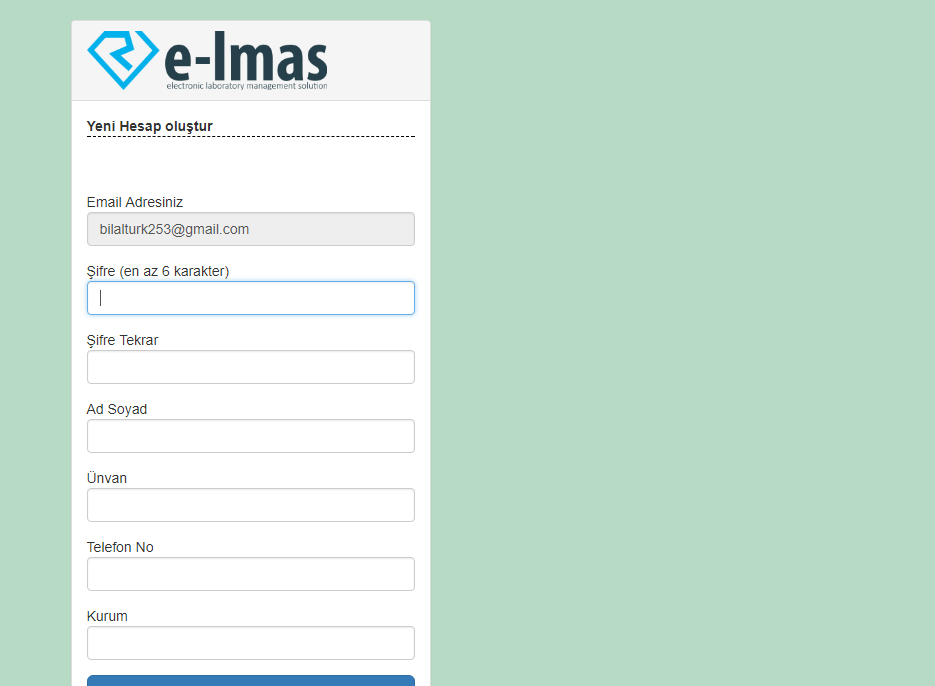 e-lmas
electronic laboratory management solution
Yeni Hesap oluştur
Email Adresiniz
bilalturk253@gmail.com
Şifre (en az 6 karakter)
Şifre Tekrar
Ad Soyad
Ünvan
Telefon No
Kurum